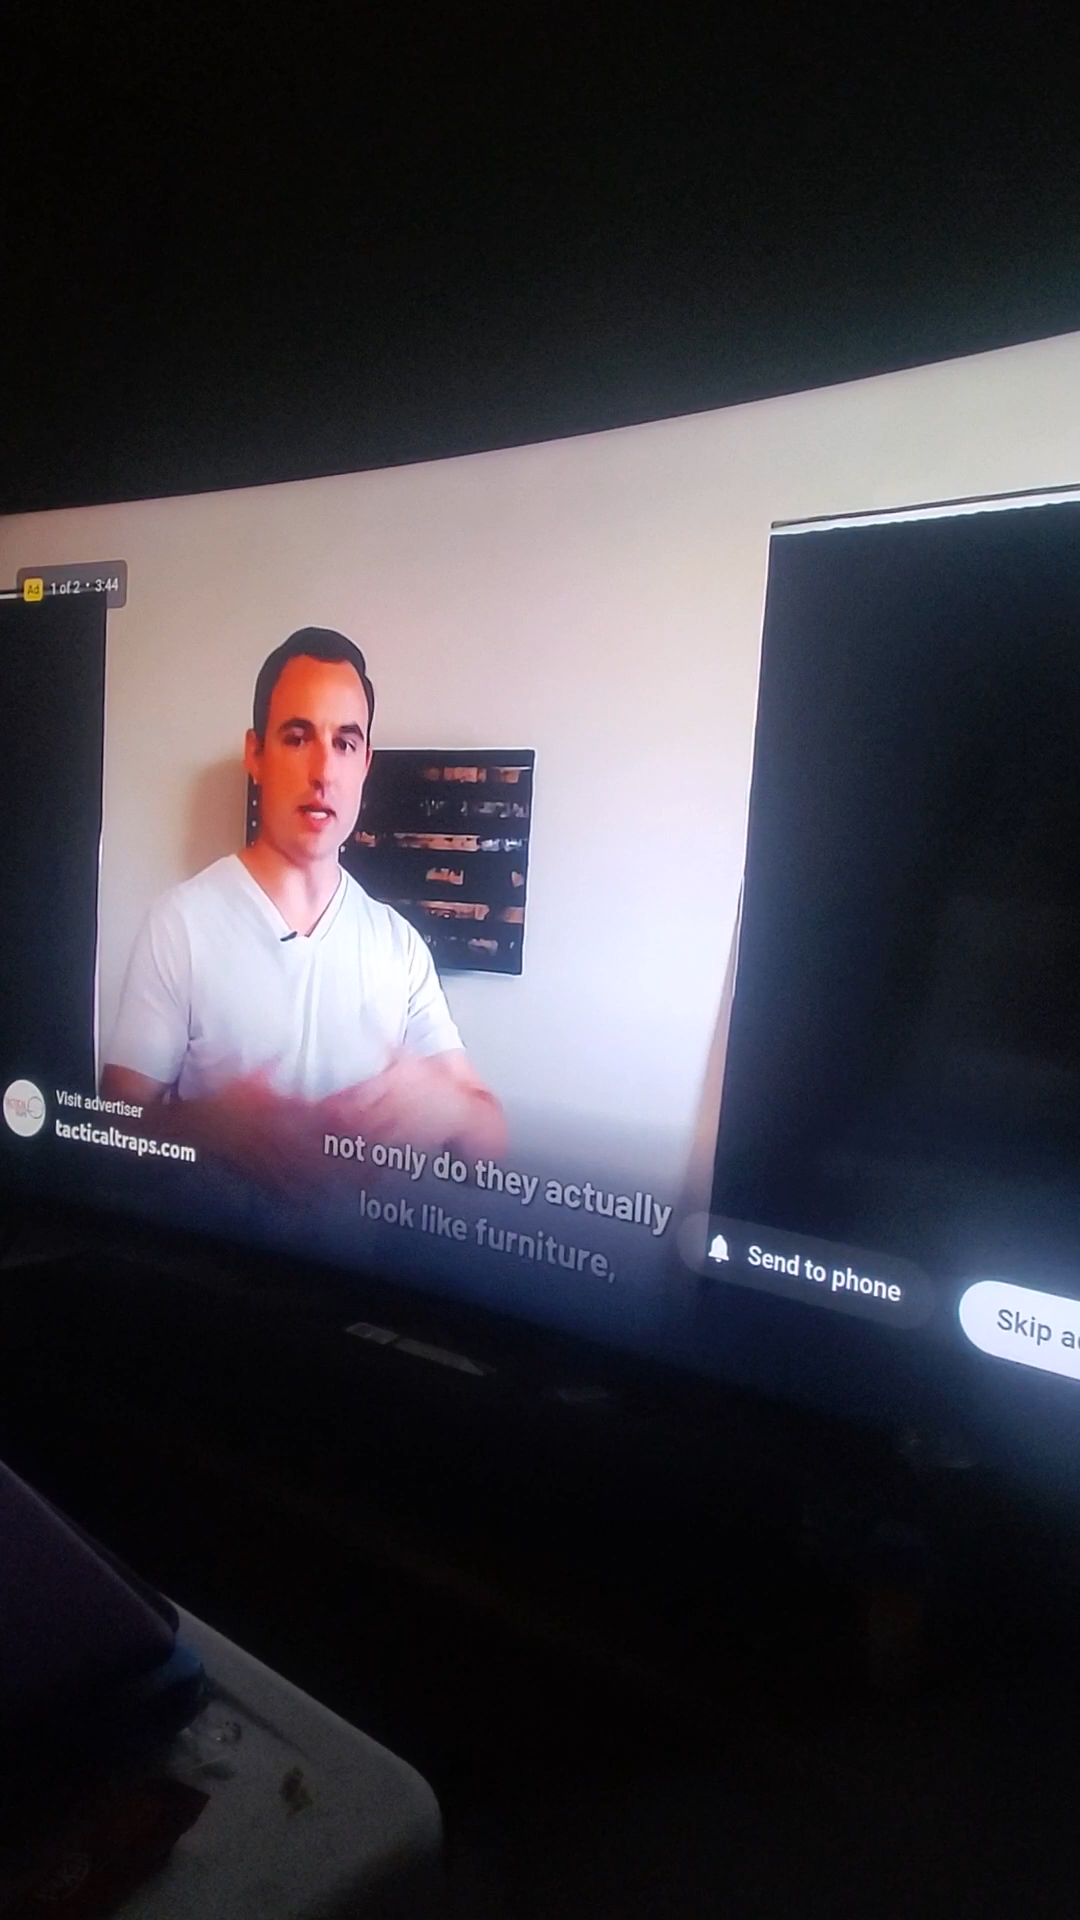 Ad 1 of 2 • 3:44
Visit advertiser
tacticaltraps.com
not only do they actually
look like furniture,
Send to phone
Skip